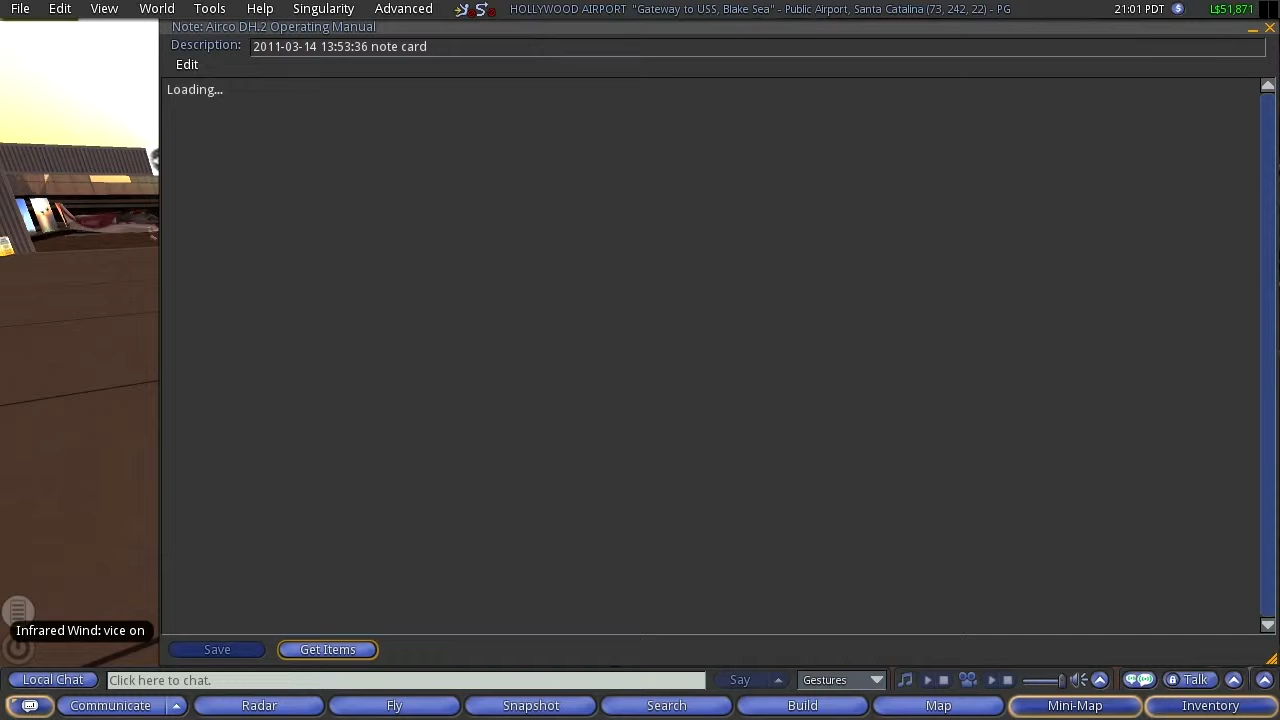 File Edit View World Tools Help Singularity Advanced HOLLYWOOD AIRPORT "Gateway to USS, Blake Sea" - Public Airport, Santa Catalina (73, 242, 22) - PG 21:01 PDT $ L$51,871
Note: Airco DH.2 Operating Manual
Description: 2011-03-14 13:53:36 note card
Edit
Loading...
Infrared Wind: vice on
Save Get Items
Local Chat Click here to chat. Say Gestures Talk
Communicate Radar Fly Snapshot Search Build Map Mini-Map Inventory